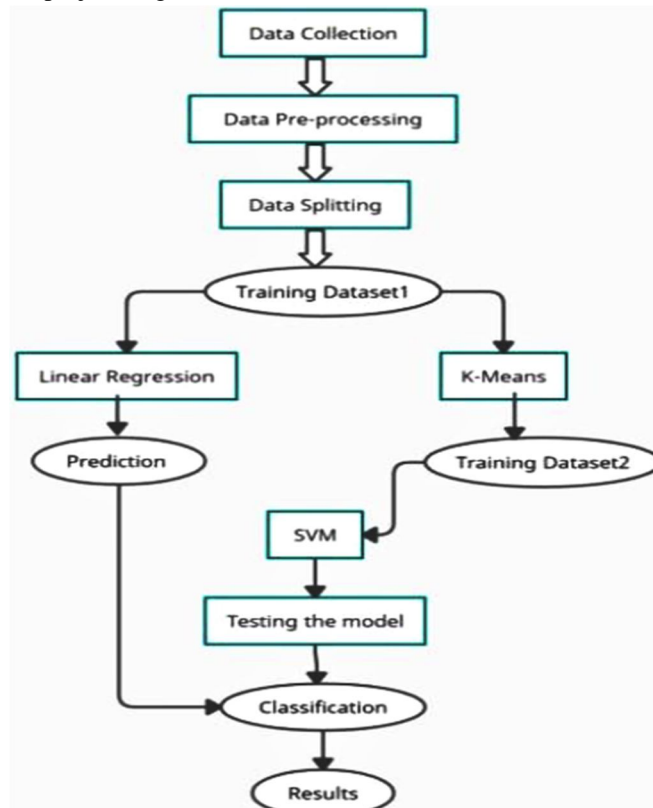 Data Collection
Data Pre-processing
Data Splitting
Training Dataset1
Linear Regression
K-Means
Prediction
Training Dataset2
SVM
Testing the model
Classification
Results